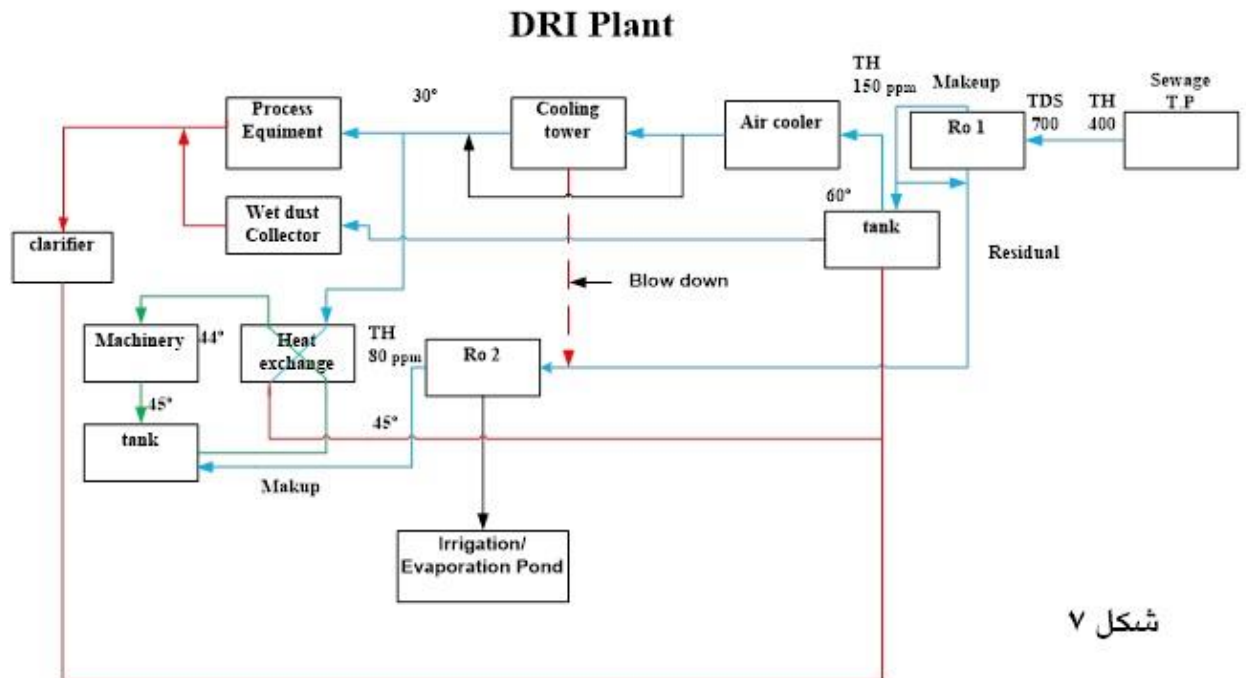 DRI Plant
TH
150 ppm
Makeup
Sewage
T.P
TDS
700
TH
400
Process
Equiment
30°
Cooling
tower
Air cooler
Ro 1
Wet dust
Collector
60°
tank
clarifier
Residual
Blow down
Machinery
44°
Heat
exchange
TH
80 ppm
Ro 2
45°
tank
45°
Makup
Irrigation/
Evaporation Pond
شکل ۷